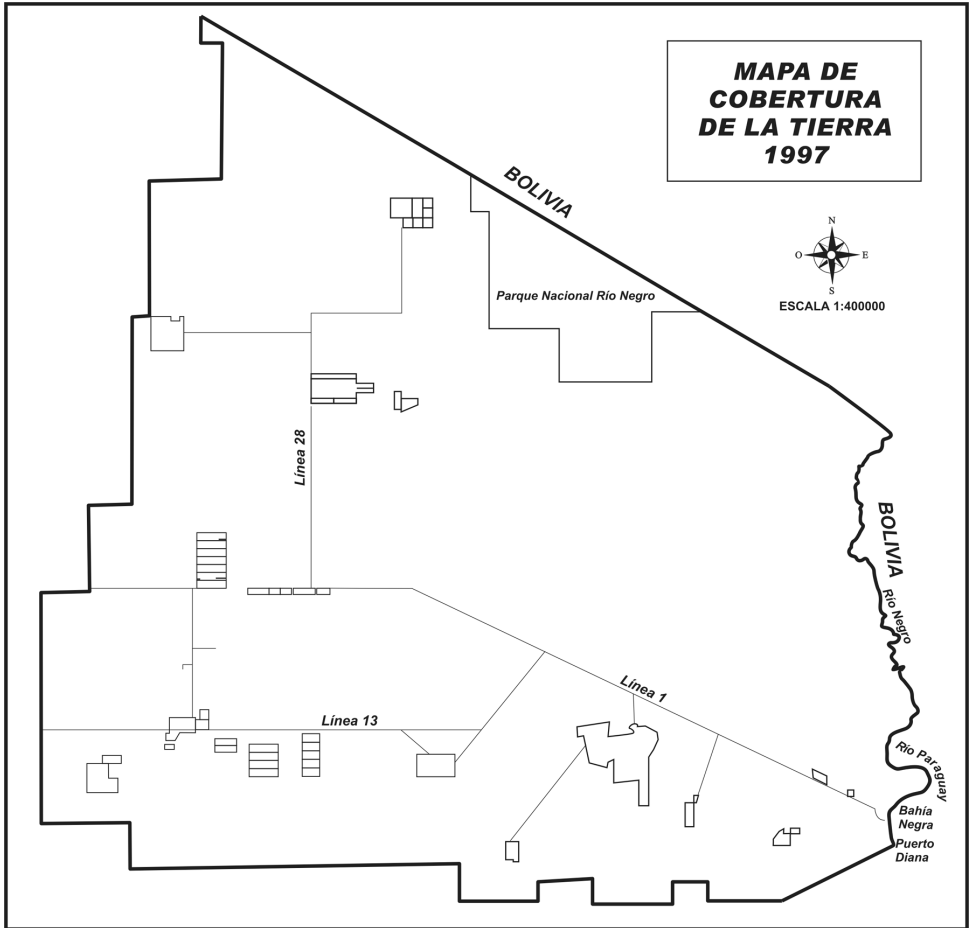 MAPA DE
COBERTURA
DE LA TIERRA
1997
BOLIVIA
N
O
E
S
ESCALA 1:400000
Parque Nacional Río Negro
Línea 28
BOLIVIA
Río Negro
Línea 1
Línea 13
Río Paraguay
Bahía
Negra
Puerto
Diana